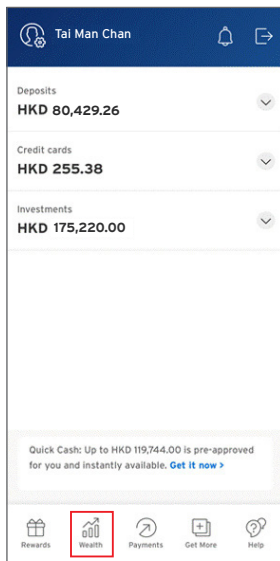 Tai Man Chan
Deposits
HKD 80,429.26
Credit cards
HKD 255.38
Investments
HKD 175,220.00
Quick Cash: Up to HKD 119,744.00 is pre-approved
for you and instantly available. Get it now >
Rewards Wealth Payments Get More Help